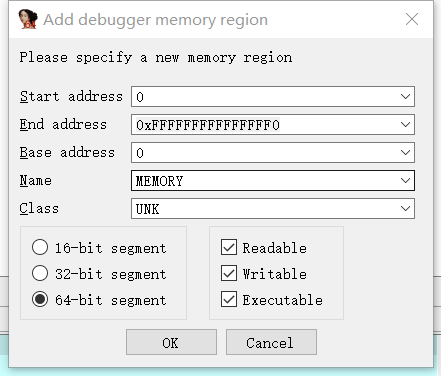 Add debugger memory region
Please specify a new memory region
Start address 0
End address 0xFFFFFFFFFFFFFFF0
Base address 0
Name MEMORY
Class UNK
16-bit segment Readable
32-bit segment Writable
64-bit segment Executable
OK Cancel